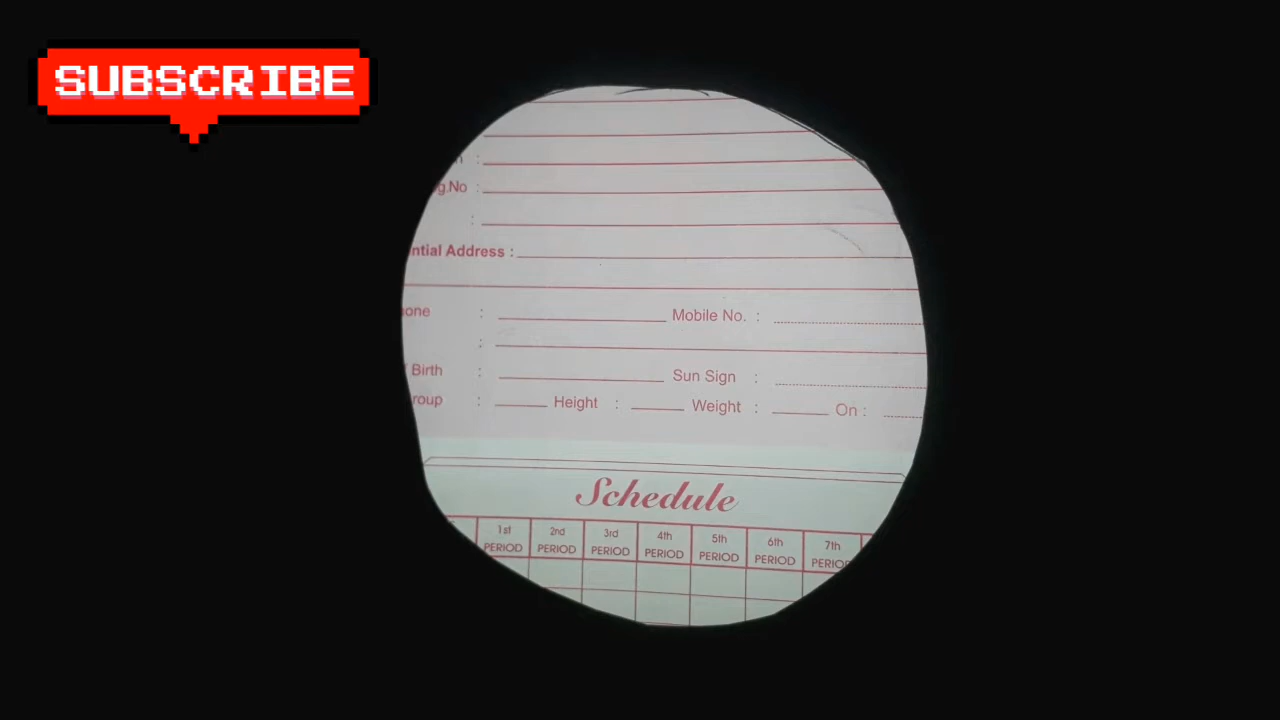 SUBSCRIBE
:
g.No :
:
ntial Address :
one : Mobile No. :
:
Birth : Sun Sign :
roup : Height : Weight : On :
Schedule
1st 2nd 3rd 4th 5th 6th 7th
PERIOD PERIOD PERIOD PERIOD PERIOD PERIOD PERIOD